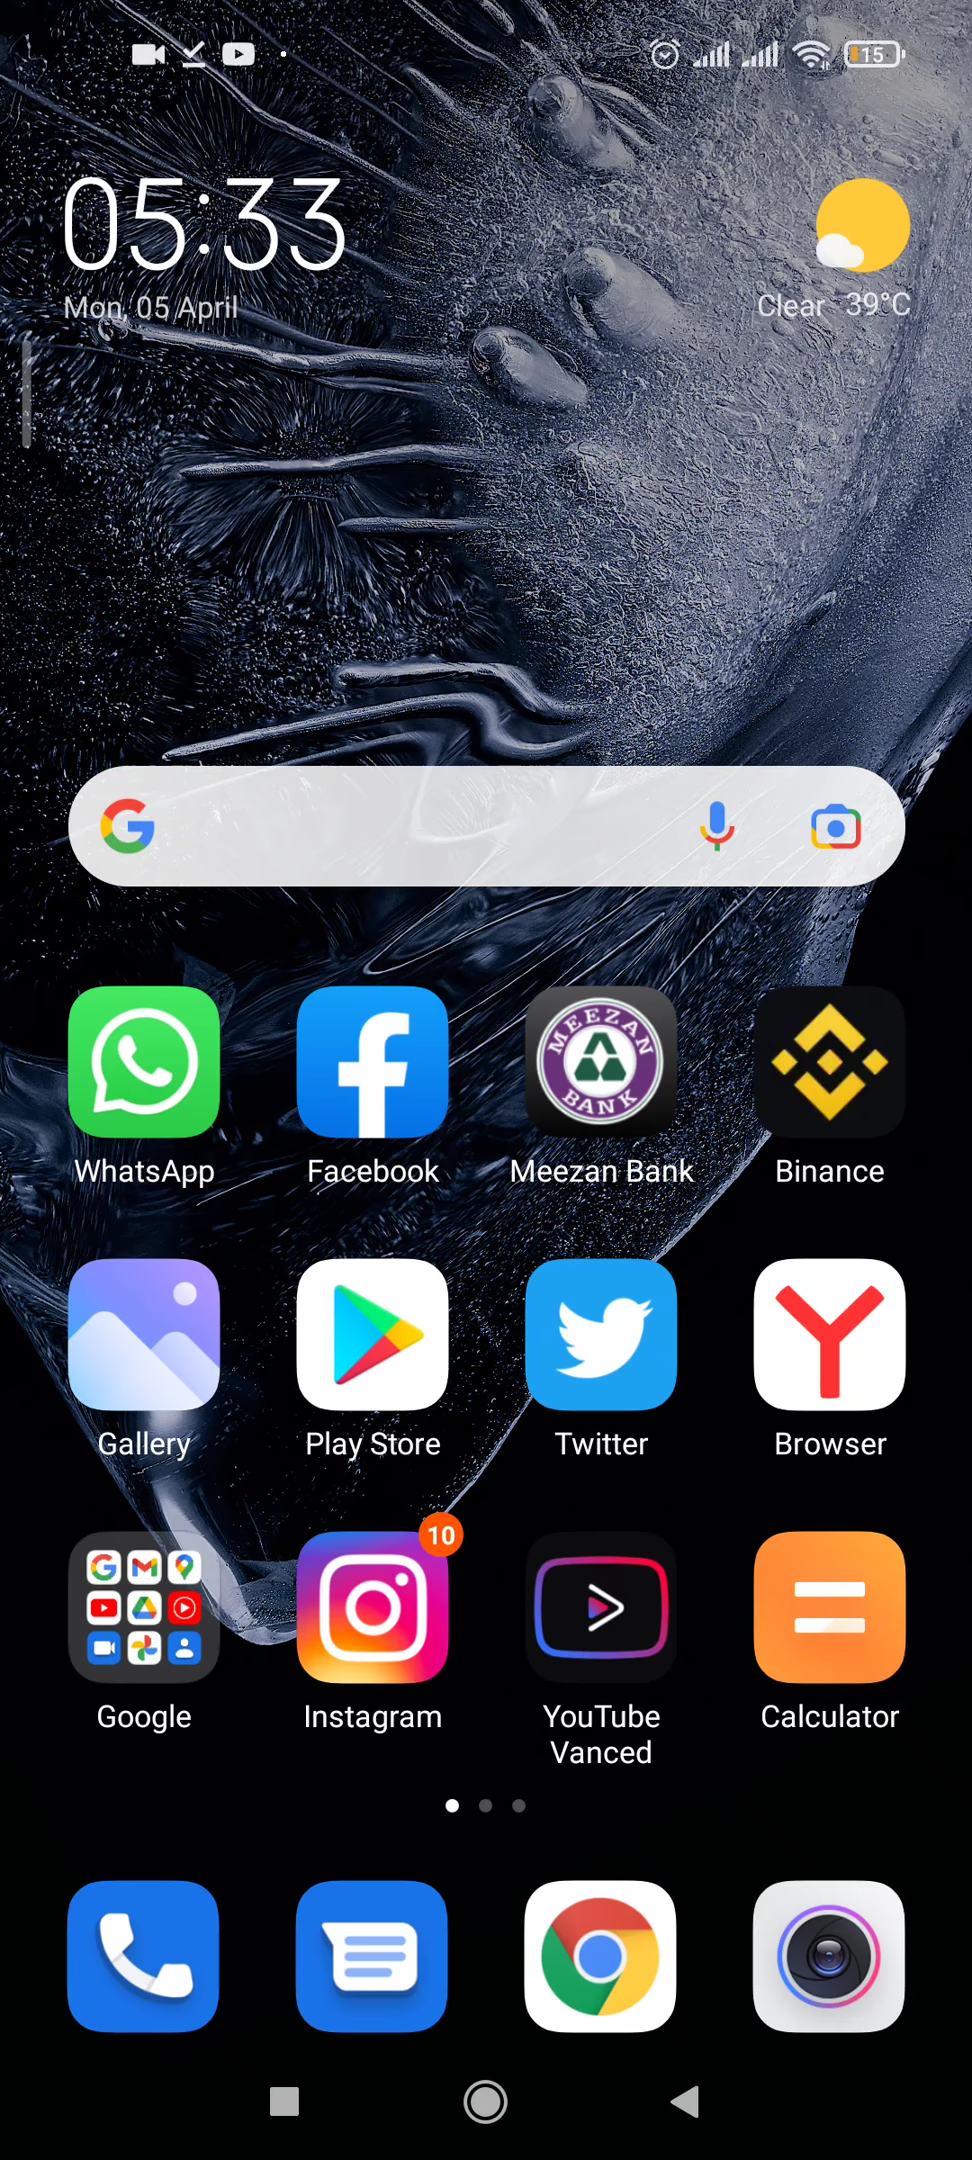 15
05:33
Mon, 05 April
Clear 39°C
MEEZAN
BANK
WhatsApp
Facebook
Meezan Bank
Binance
Gallery
Play Store
Twitter
Browser
10
Google
Instagram
YouTube
Vanced
Calculator